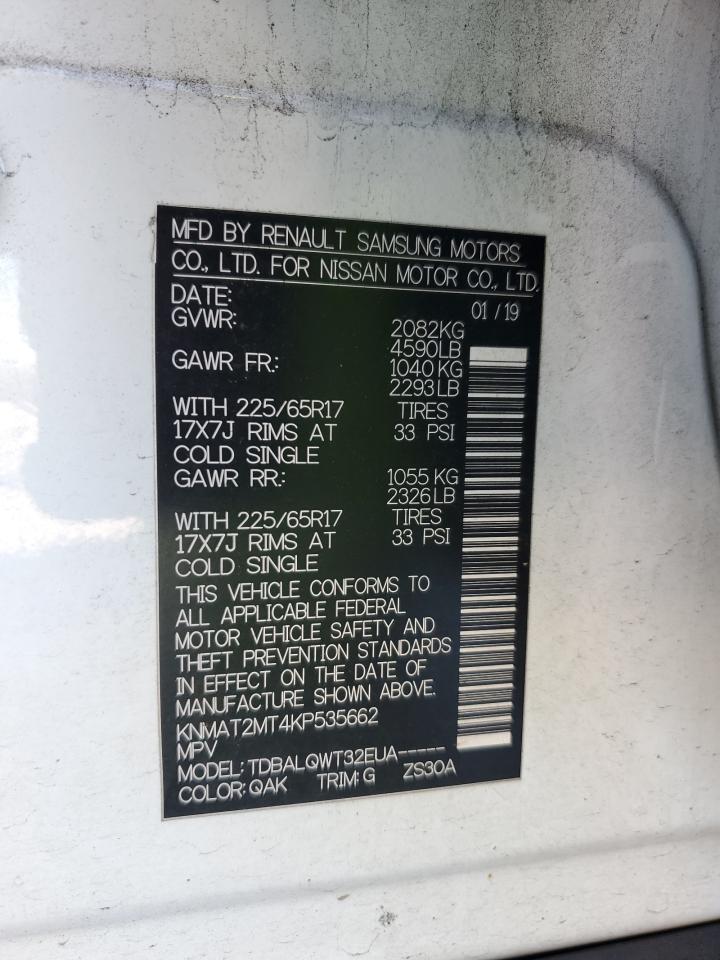 MFD BY RENAULT SAMSUNG MOTORS
CO., LTD. FOR NISSAN MOTOR CO., LTD.
DATE: 01 / 19
GVWR: 2082KG
4590LB
GAWR FR.: 1040 KG
2293LB
WITH 225/65R17 TIRES
17X7J RIMS AT 33 PSI
COLD SINGLE
GAWR RR.: 1055 KG
2326LB
WITH 225/65R17 TIRES
17X7J RIMS AT 33 PSI
COLD SINGLE
THIS VEHICLE CONFORMS TO
ALL APPLICABLE FEDERAL
MOTOR VEHICLE SAFETY AND
THEFT PREVENTION STANDARDS
IN EFFECT ON THE DATE OF
MANUFACTURE SHOWN ABOVE.
KNMAT2MT4KP535662
MPV
MODEL: TDBALQWT32EUA-----
COLOR: QAK TRIM: G ZS30A